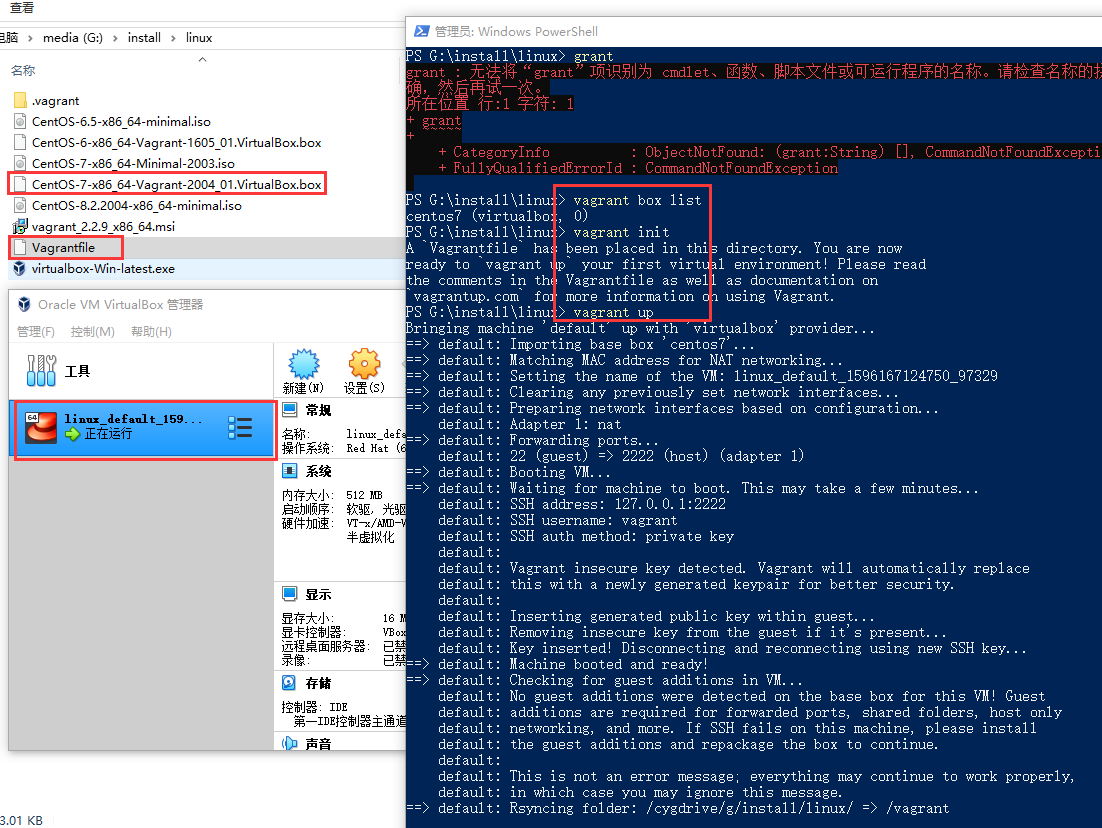 查看
电脑 › media (G:) › install › linux
名称
.vagrant
CentOS-6.5-x86_64-minimal.iso
CentOS-6-x86_64-Vagrant-1605_01.VirtualBox.box
CentOS-7-x86_64-Minimal-2003.iso
CentOS-7-x86_64-Vagrant-2004_01.VirtualBox.box
CentOS-8.2.2004-x86_64-minimal.iso
vagrant_2.2.9_x86_64.msi
Vagrantfile
virtualbox-Win-latest.exe
Oracle VM VirtualBox 管理器
管理(F) 控制(M) 帮助(H)
工具
新建(N) 设置(S)
64
linux_default_159...
正在运行
常规
名称: linux_defa
操作系统: Red Hat (6
系统
内存大小: 512 MB
启动顺序: 软驱, 光驱
硬件加速: VT-x/AMD-V
半虚拟化
显示
显存大小: 16 M
显卡控制器: VBox
远程桌面服务器: 已禁
录像: 已禁
存储
控制器: IDE
第一IDE控制器主通道
声音
3.01 KB
管理员: Windows PowerShell
PS G:\install\linux> grant
grant : 无法将“grant”项识别为 cmdlet、函数、脚本文件或可运行程序的名称。请检查名称的
确，然后再试一次。
所在位置 行:1 字符: 1
+ grant
+ ~~~~~
+ CategoryInfo : ObjectNotFound: (grant:String) [], CommandNotFoundExcepti
+ FullyQualifiedErrorId : CommandNotFoundException
PS G:\install\linux> vagrant box list
centos7 (virtualbox, 0)
PS G:\install\linux> vagrant init
A `Vagrantfile` has been placed in this directory. You are now
ready to `vagrant up` your first virtual environment! Please read
the comments in the Vagrantfile as well as documentation on
`vagrantup.com` for more information on using Vagrant.
PS G:\install\linux> vagrant up
Bringing machine 'default' up with 'virtualbox' provider...
==> default: Importing base box 'centos7'...
==> default: Matching MAC address for NAT networking...
==> default: Setting the name of the VM: linux_default_1596167124750_97329
==> default: Clearing any previously set network interfaces...
==> default: Preparing network interfaces based on configuration...
default: Adapter 1: nat
==> default: Forwarding ports...
default: 22 (guest) => 2222 (host) (adapter 1)
==> default: Booting VM...
==> default: Waiting for machine to boot. This may take a few minutes...
default: SSH address: 127.0.0.1:2222
default: SSH username: vagrant
default: SSH auth method: private key
default:
default: Vagrant insecure key detected. Vagrant will automatically replace
default: this with a newly generated keypair for better security.
default:
default: Inserting generated public key within guest...
default: Removing insecure key from the guest if it's present...
default: Key inserted! Disconnecting and reconnecting using new SSH key...
==> default: Machine booted and ready!
==> default: Checking for guest additions in VM...
default: No guest additions were detected on the base box for this VM! Guest
default: additions are required for forwarded ports, shared folders, host only
default: networking, and more. If SSH fails on this machine, please install
default: the guest additions and repackage the box to continue.
default:
default: This is not an error message; everything may continue to work properly,
default: in which case you may ignore this message.
==> default: Rsyncing folder: /cygdrive/g/install/linux/ => /vagrant